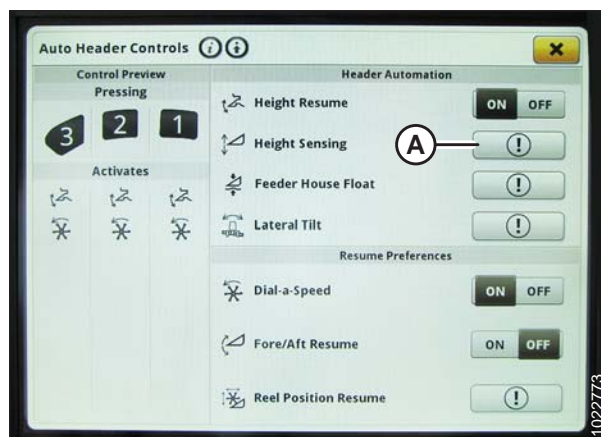 Auto Header Controls
Control Preview
Pressing
3 2 1
Activates
Header Automation
Height Resume ON OFF
Height Sensing !
A
Feeder House Float !
Lateral Tilt !
Resume Preferences
Dial-a-Speed ON OFF
Fore/Aft Resume ON OFF
Reel Position Resume !
1022773